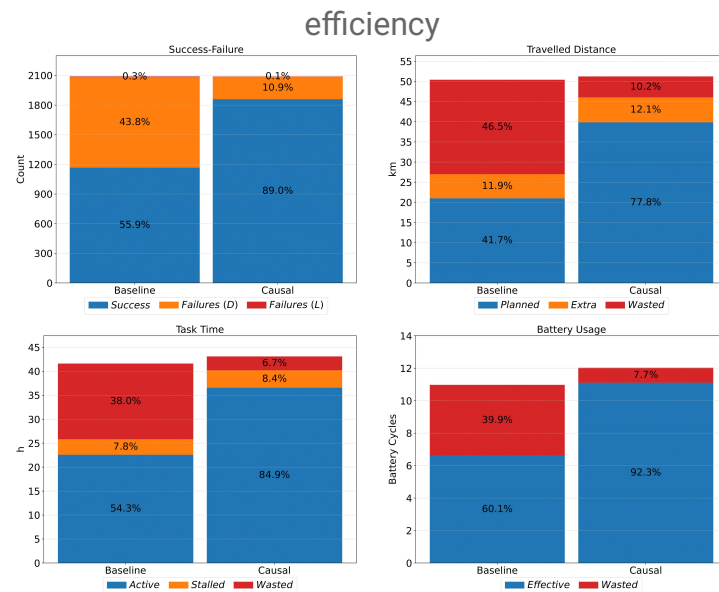 efficiency
Success-Failure
Count
2100
1800
1500
1200
900
600
300
0
0.3%
43.8%
55.9%
0.1%
10.9%
89.0%
Baseline
Causal
Success
Failures (D)
Failures (L)
Travelled Distance
km
55
50
45
40
35
30
25
20
15
10
5
0
46.5%
11.9%
41.7%
10.2%
12.1%
77.8%
Baseline
Causal
Planned
Extra
Wasted
Task Time
h
45
40
35
30
25
20
15
10
5
0
38.0%
7.8%
54.3%
6.7%
8.4%
84.9%
Baseline
Causal
Active
Stalled
Wasted
Battery Usage
Battery Cycles
14
12
10
8
6
4
2
0
39.9%
60.1%
7.7%
92.3%
Baseline
Causal
Effective
Wasted